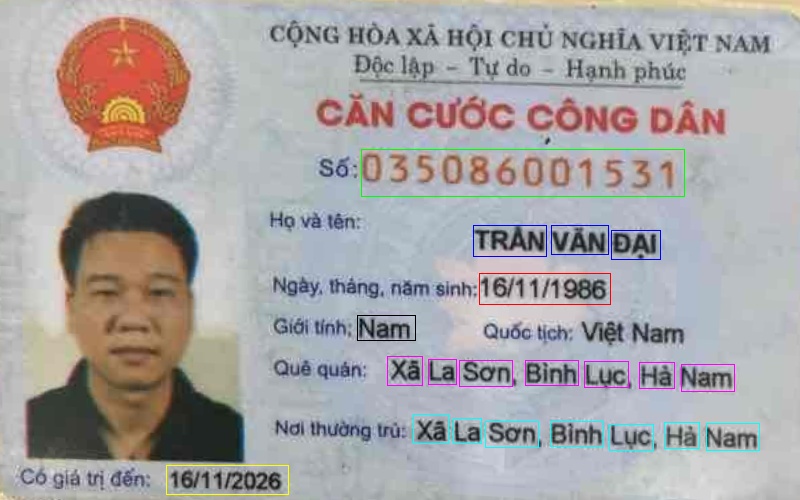 CỘNG HÒA XÃ HỘI CHỦ NGHĨA VIỆT NAM
Độc lập - Tự do - Hạnh phúc
CĂN CƯỚC CÔNG DÂN
Số: 035086001531
Họ và tên:
TRẦN VĂN ĐẠI
Ngày, tháng, năm sinh: 16/11/1986
Giới tính: Nam Quốc tịch: Việt Nam
Quê quán: Xã La Sơn, Bình Lục, Hà Nam
Nơi thường trú: Xã La Sơn, Bình Lục, Hà Nam
Có giá trị đến: 16/11/2026